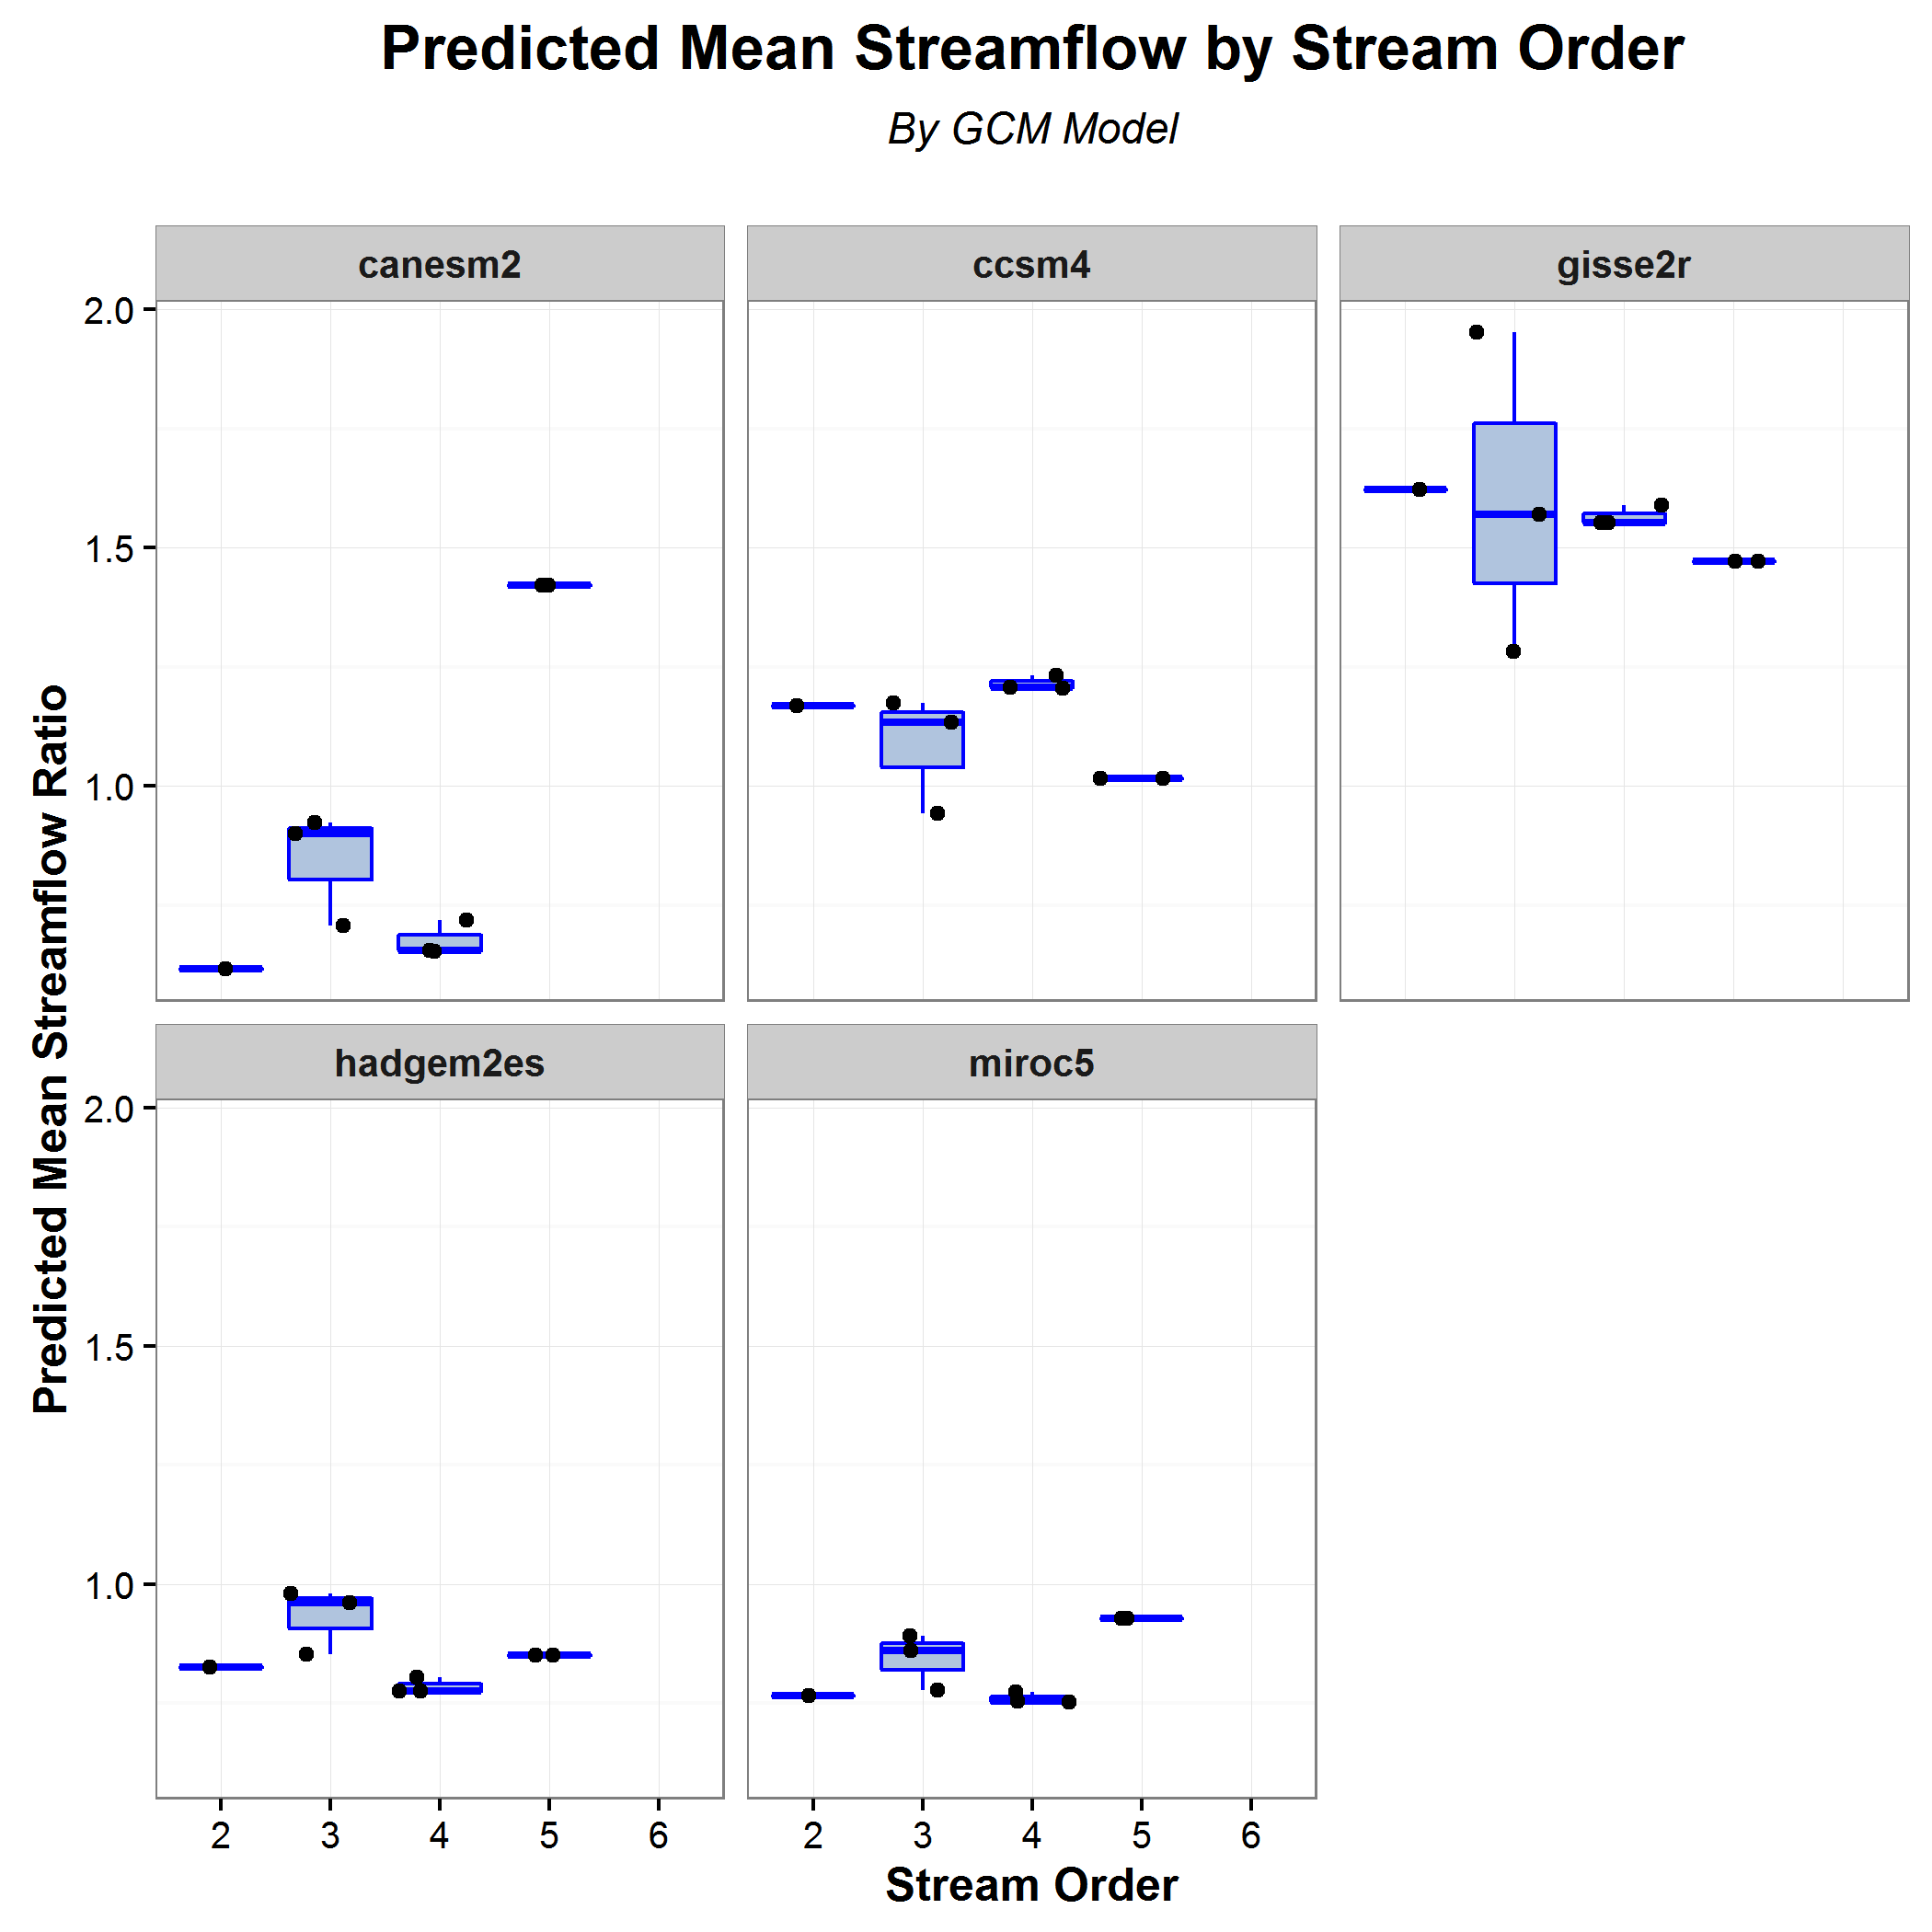 Predicted Mean Streamflow by Stream Order
By GCM Model
canesm2
ccsm4
gisse2r
2.0
1.5
1.0
hadgem2es
miroc5
2.0
1.5
1.0
Predicted Mean Streamflow Ratio
2 3 4 5 6
2 3 4 5 6
Stream Order